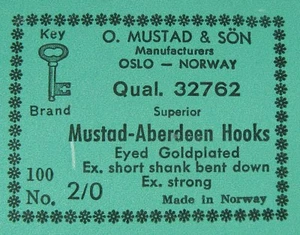 Key
Brand
O. MUSTAD & SÖN
Manufacturers
OSLO — NORWAY
Qual. 32762
Superior
Mustad-Aberdeen Hooks
Eyed Goldplated
Ex. short shank bent down
Ex. strong
100
No. 2/0
Made in Norway